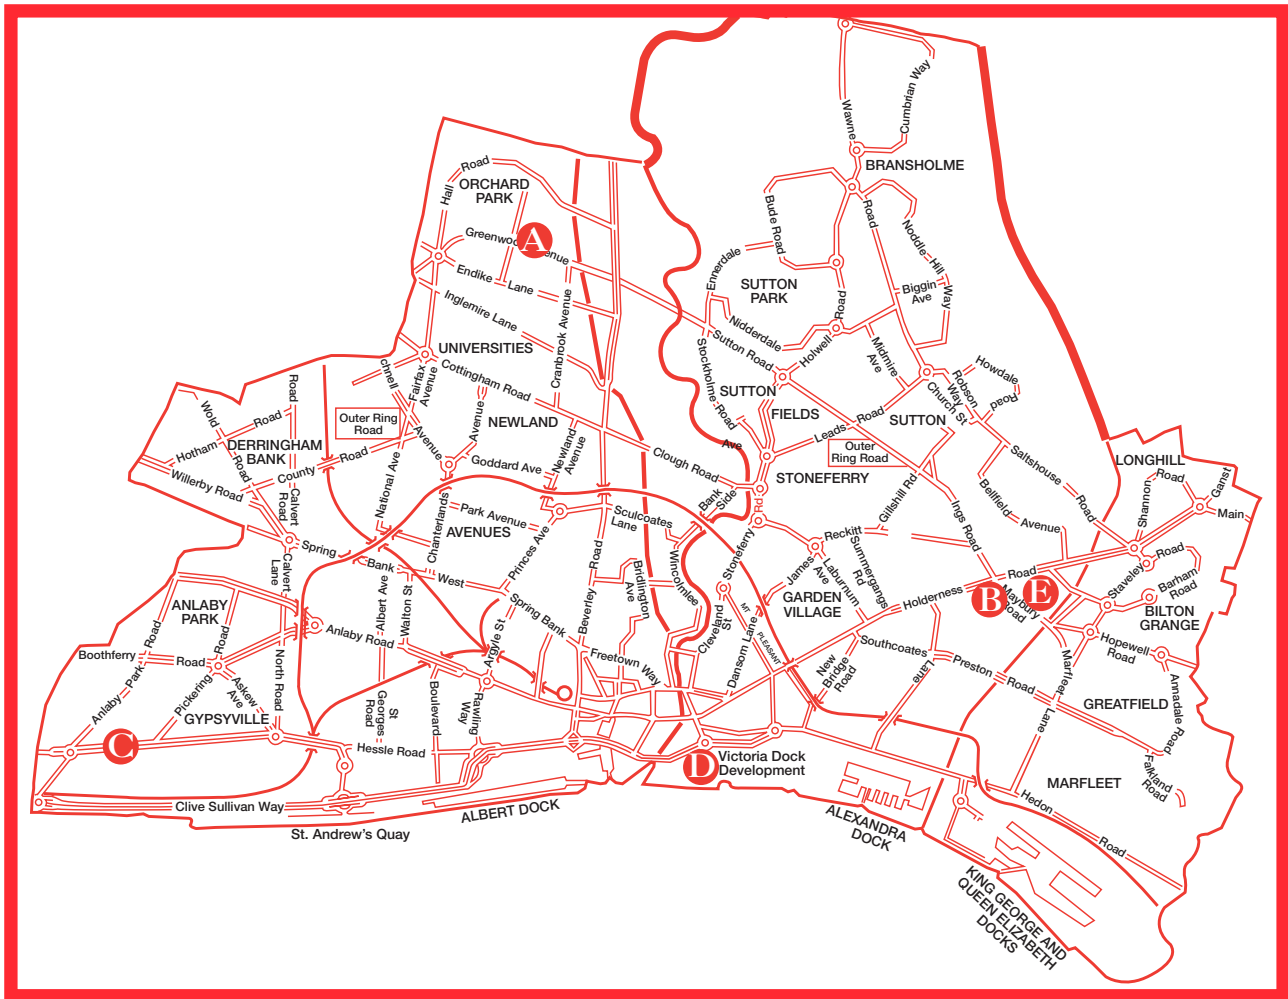 Wawne
Cumbrian Way
BRANSHOLME
Road
Hall
Road
ORCHARD
PARK
Bude Road
Noddle
Hill
Way
Greenwood
A
Ennerdale
Endike
Lane
SUTTON
PARK
Biggin
Ave
Road
Inglemire Lane
Cranbrook Avenue
Nidderdale
Sutton Road
Holwell
Midmire
Ave
UNIVERSITIES
Cottingham Road
Fairfax
Avenue
Stockholme
Road
Howdale
Road
Robson
Way
Church St
SUTTON
FIELDS
SUTTON
Road
Wold
Road
Road
Hotham
DERRINGHAM
BANK
Outer Ring
Road
Avenue
Avenue
NEWLAND
Newland
Avenue
Goddard Ave
Ave
Leads
Road
Outer
Ring Road
Clough Road
STONEFERRY
Saltshouse
Road
LONGHILL
Road
Shannon
Ganst
Main
Willerby Road
County
Road
Calvert
Road
National Ave
Chanterlands
Park Avenue
AVENUES
Princes Ave
Sculcoates
Lane
Bank
Side
Rd
Stoneferry
Gillshill Rd
Reckitt
Ings Road
Bellfield
Avenue
Spring
Bank
West
Calvert
Lane
Albert Ave
Walton St
Spring Bank
Beverley
Road
Bridlington
Ave
Wincolmlee
Cleveland
St
James
Ave
Laburnum
Summergangs
Rd
GARDEN
VILLAGE
MT
PLEASANT
Dansom Lane
Holderness
Road
B
Maybury
Road
E
Staveley
Road
Barham
Road
BILTON
GRANGE
ANLABY
PARK
Boothferry
Road
Road
Road
Anlaby
Park
Pickering
Askew
Ave
North Road
GYPSYVILLE
Anlaby Road
St
Georges
Road
Boulevard
Rawling
Way
Argyle St
Freetown Way
New
Bridge
Road
Southcoates
Lane
Preston
Road
Marfleet
Lane
Hopewell
Road
Annadale
Road
GREATFIELD
Falkland
Road
C
Hessle Road
D
Victoria Dock
Development
MARFLEET
Hedon
Road
Clive Sullivan Way
St. Andrew's Quay
ALBERT DOCK
ALEXANDRA
DOCK
KING GEORGE AND
QUEEN ELIZABETH
DOCKS